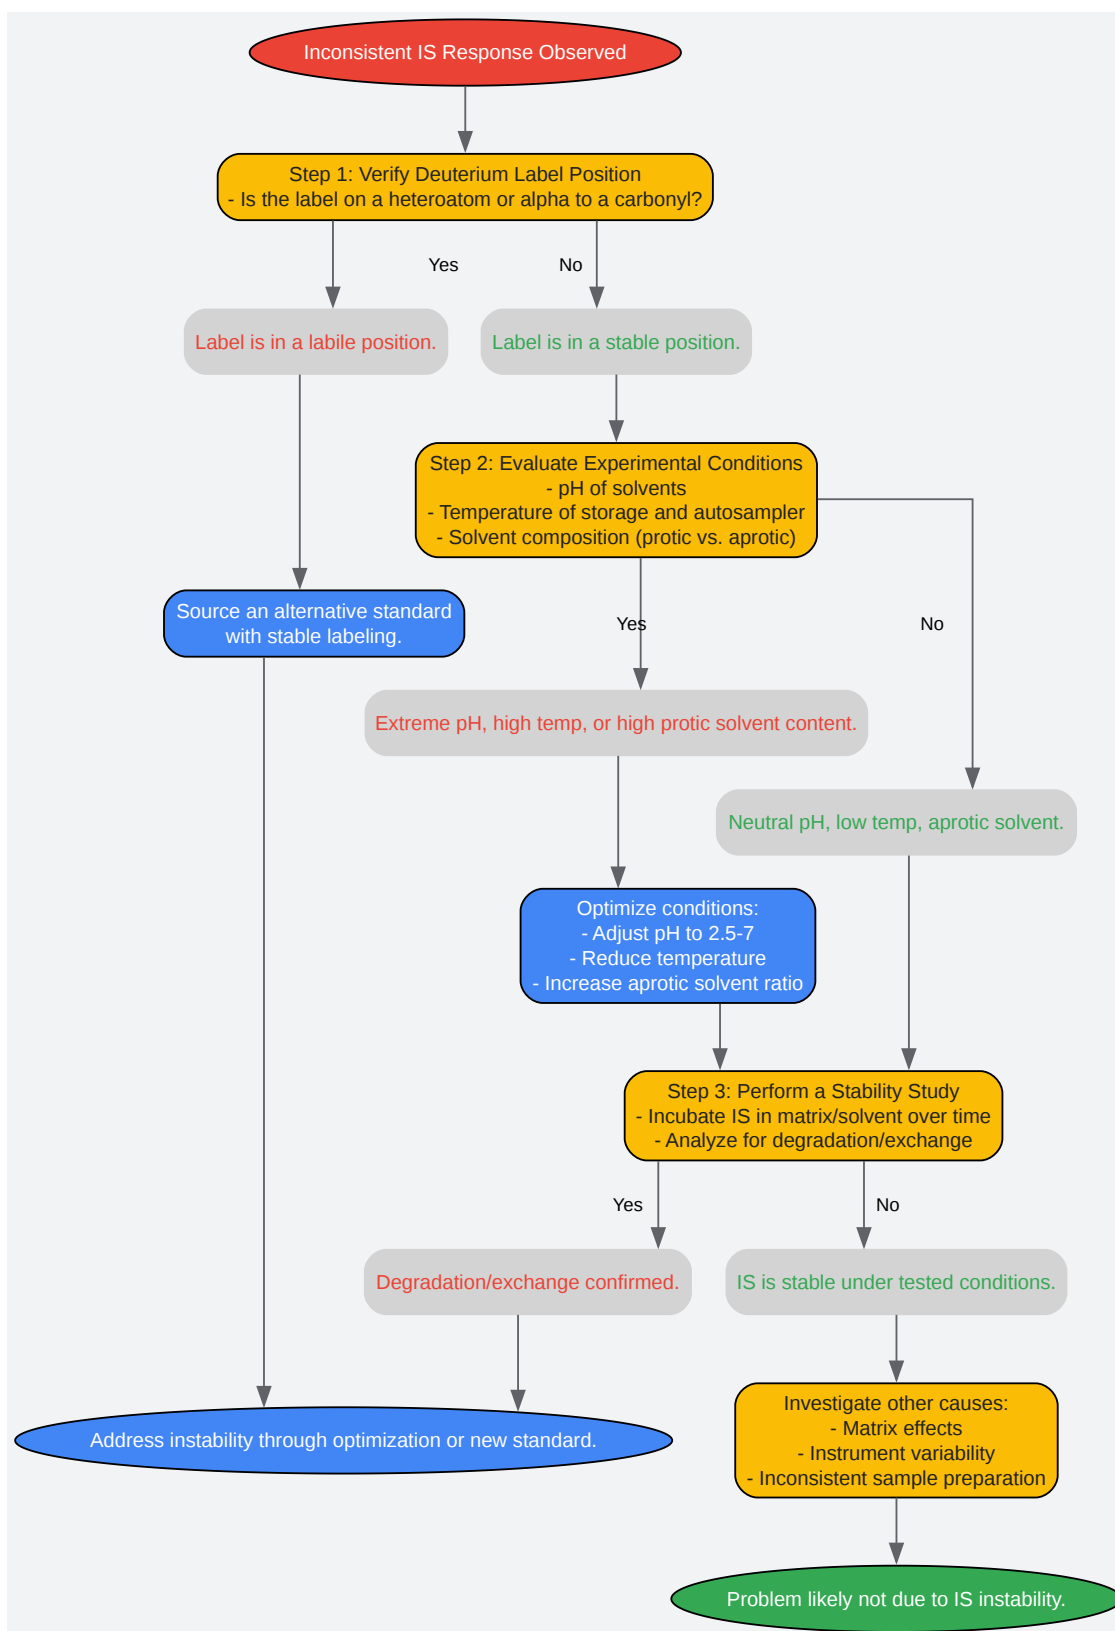 Inconsistent IS Response Observed
Step 1: Verify Deuterium Label Position
- Is the label on a heteroatom or alpha to a carbonyl?
Yes
No
Label is in a labile position.
Label is in a stable position.
Step 2: Evaluate Experimental Conditions
- pH of solvents
- Temperature of storage and autosampler
- Solvent composition (protic vs. aprotic)
Source an alternative standard
with stable labeling.
Yes
No
Extreme pH, high temp, or high protic solvent content.
Neutral pH, low temp, aprotic solvent.
Optimize conditions:
- Adjust pH to 2.5-7
- Reduce temperature
- Increase aprotic solvent ratio
Step 3: Perform a Stability Study
- Incubate IS in matrix/solvent over time
- Analyze for degradation/exchange
Yes
No
Degradation/exchange confirmed.
IS is stable under tested conditions.
Address instability through optimization or new standard.
Investigate other causes:
- Matrix effects
- Instrument variability
- Inconsistent sample preparation
Problem likely not due to IS instability.